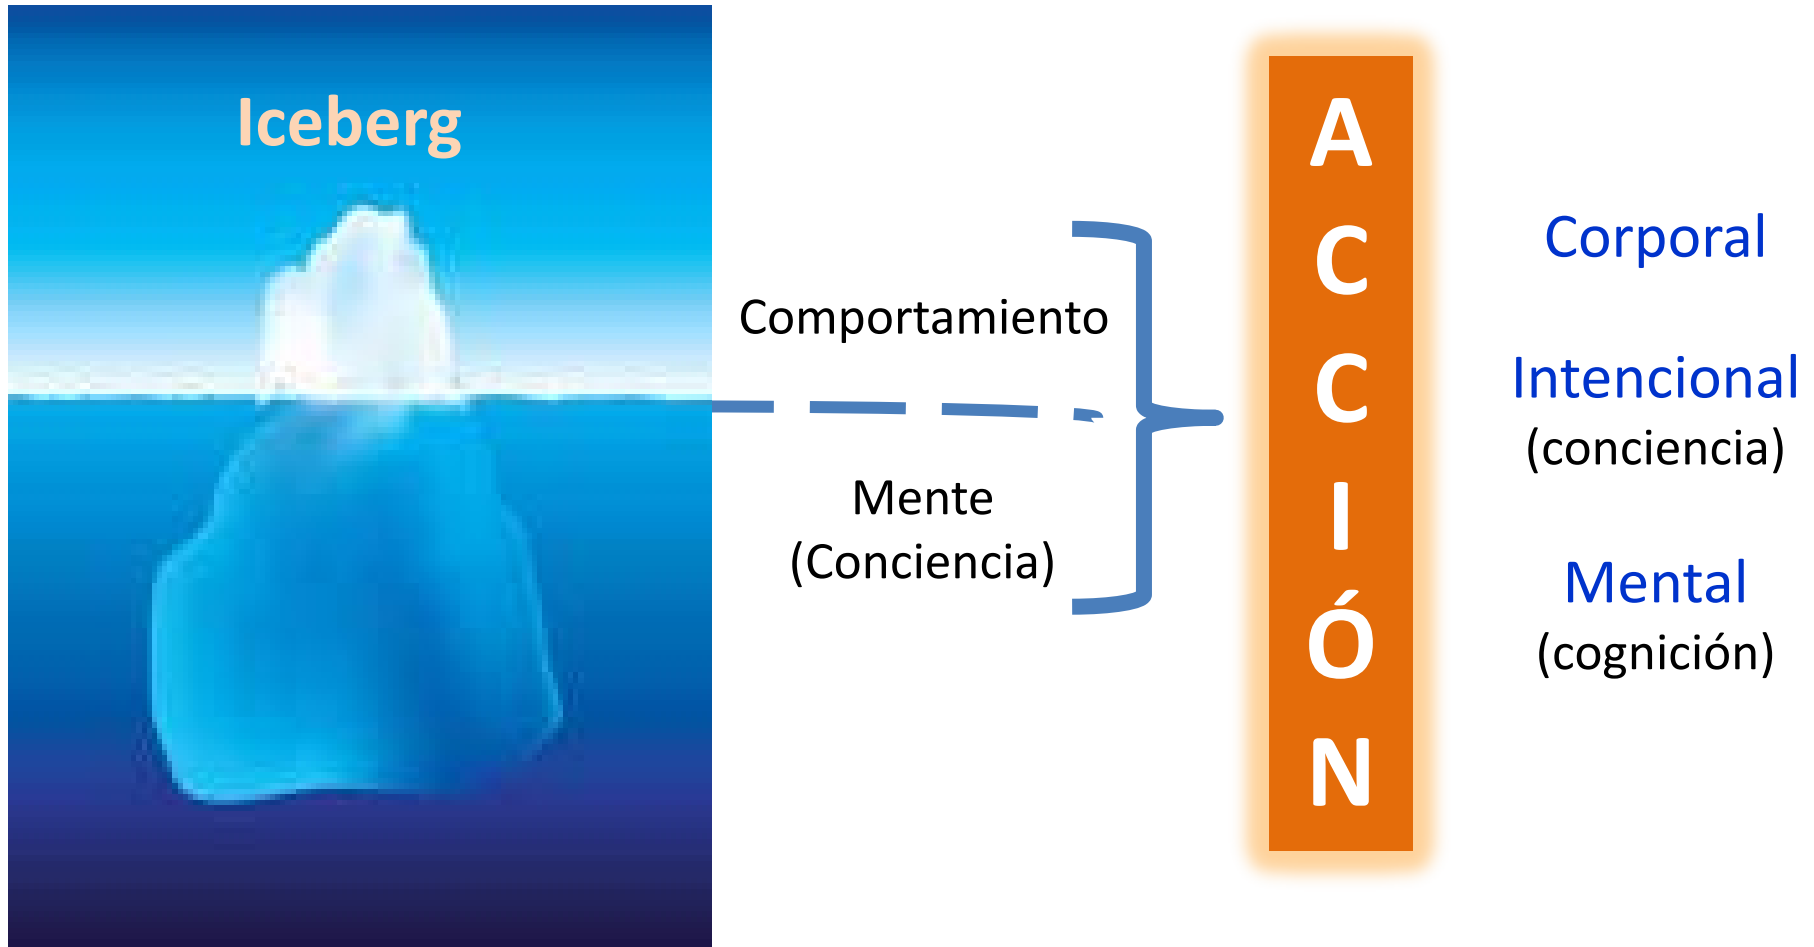 Iceberg
Comportamiento
Mente
(Conciencia)
A
C
C
I
Ó
N
Corporal
Intencional
(conciencia)
Mental
(cognición)